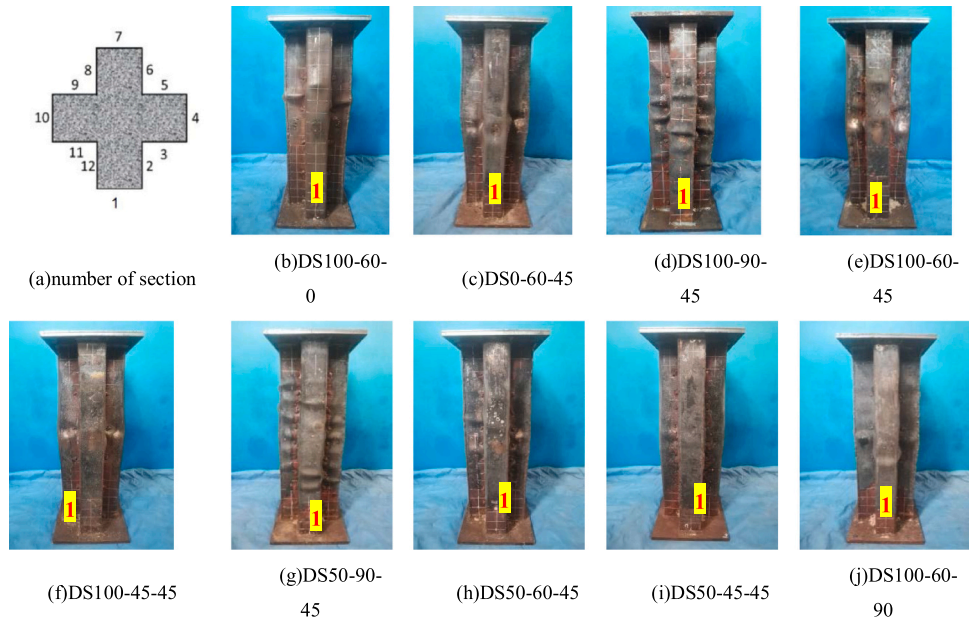 7
8
6
9
5
10
4
11
3
12
2
1
1
1
1
1
(a)number of section
(b)DS100-60-
0
(c)DS0-60-45
(d)DS100-90-
45
(e)DS100-60-
45
1
1
1
1
1
(f)DS100-45-45
(g)DS50-90-
45
(h)DS50-60-45
(i)DS50-45-45
(j)DS100-60-
90